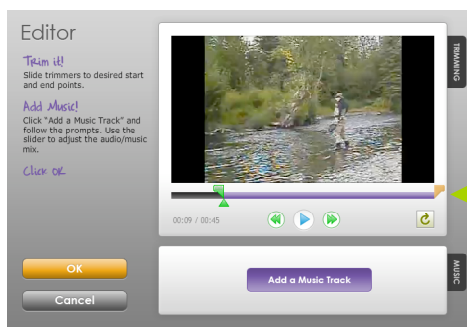 Editor
Trim it!
Slide trimmers to desired start
and end points.
Add Music!
Click "Add a Music Track" and
follow the prompts. Use the
slider to adjust the audio/music
mix.
Click OK
OK
Cancel
TRIMMING
00:09 / 00:45
Add a Music Track
MUSIC